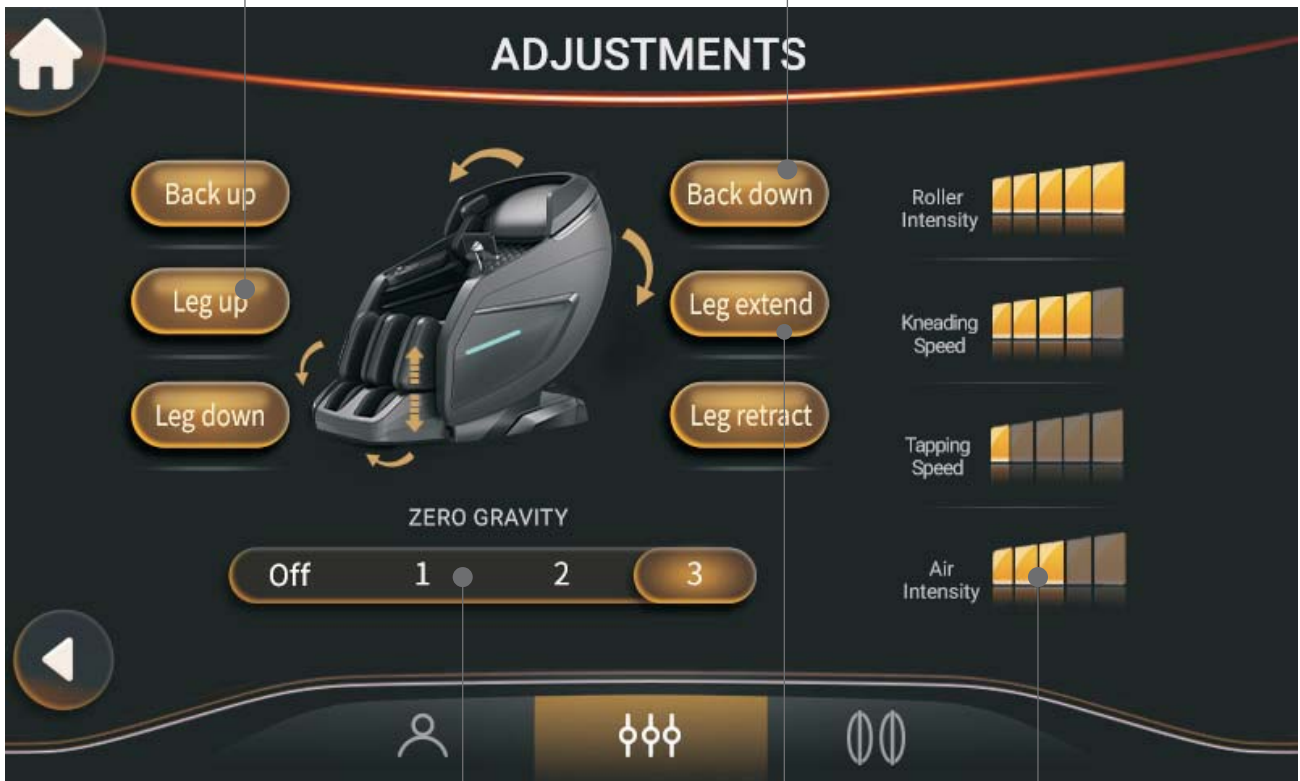 ADJUSTMENTS
Back up
Back down
Leg up
Leg extend
Leg down
Leg retract
Roller
Intensity
Kneading
Speed
Tapping
Speed
Air
Intensity
ZERO GRAVITY
Off 1 2 3